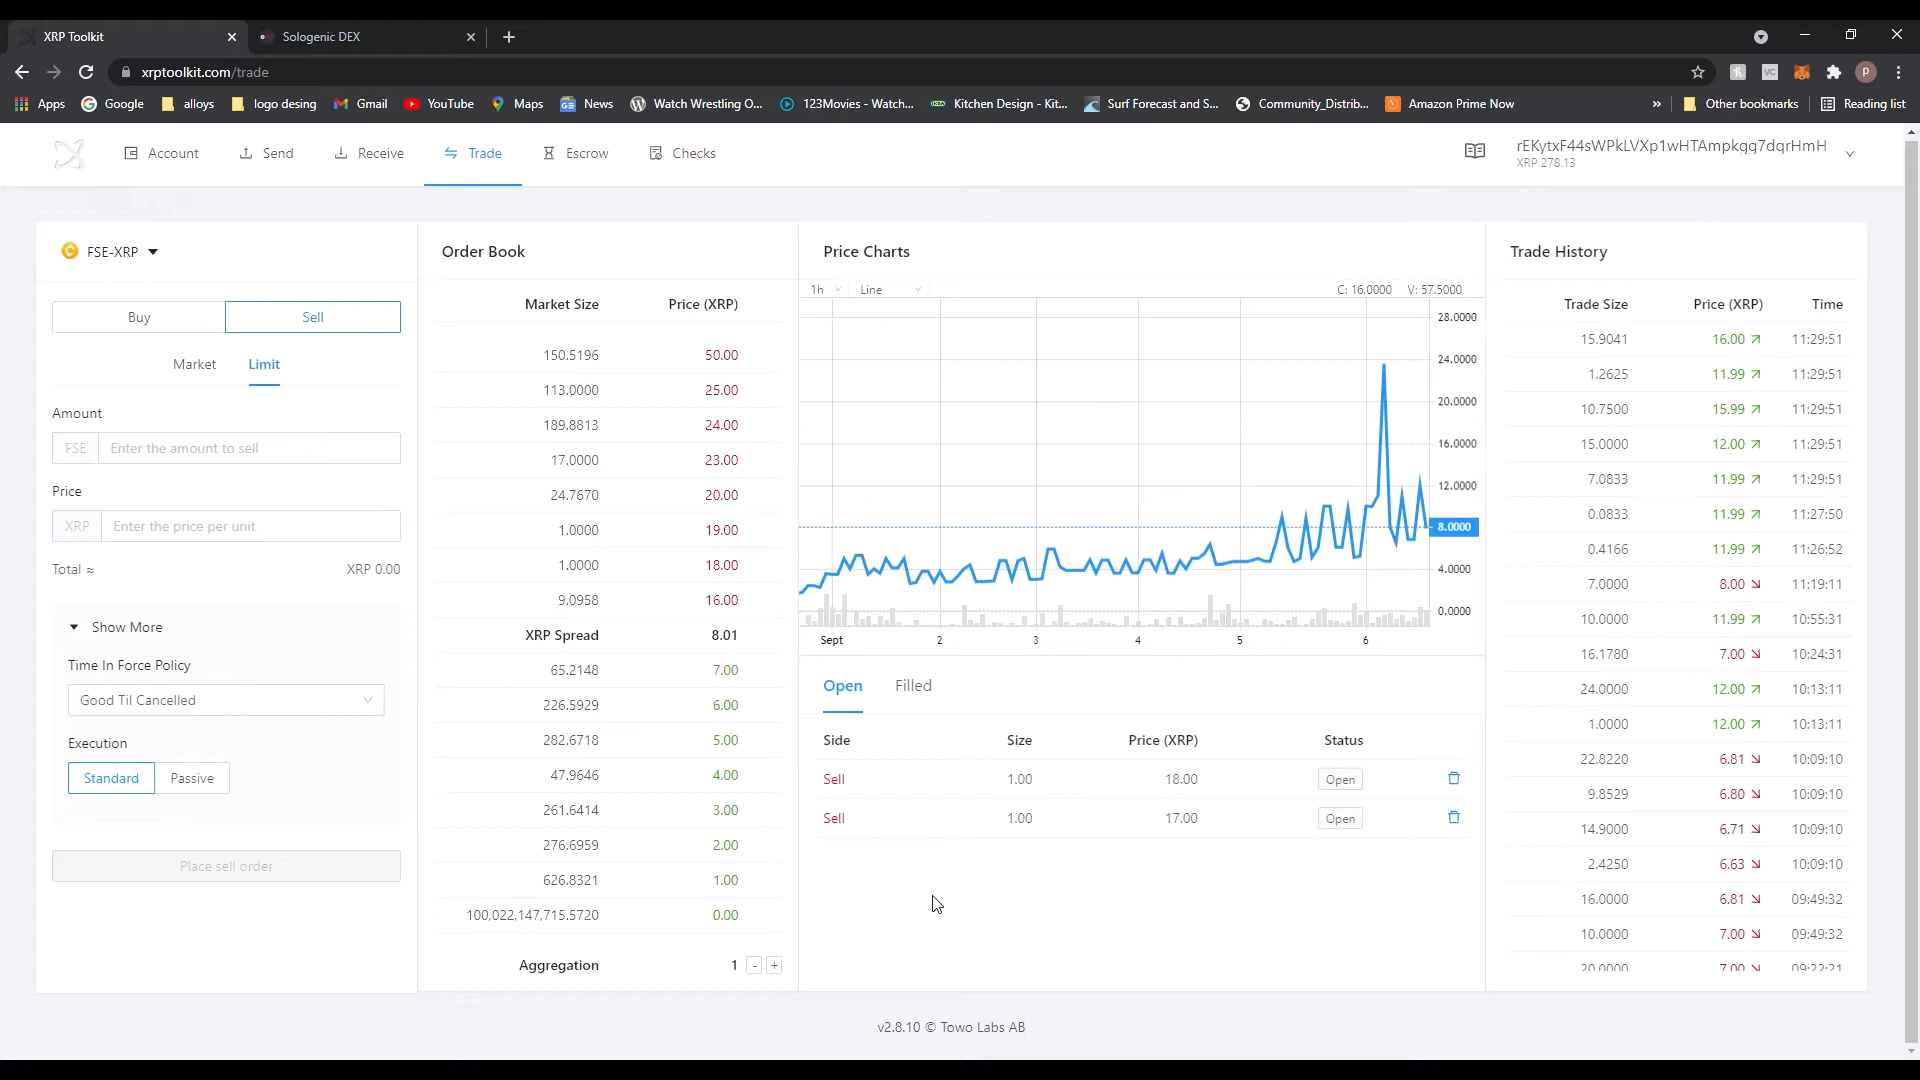 XRP Toolkit
Sologenic DEX
xrptoolkit.com/trade
Apps Google alloys logo desing Gmail YouTube Maps News Watch Wrestling O... 123Movies - Watch... Kitchen Design - Kit... Surf Forecast and S... Community_Distrib... Amazon Prime Now » Other bookmarks Reading list
Account Send Receive Trade Escrow Checks
rEKytxF44sWPkLVXp1wHTAmpkgg7dqrHmH
XRP 278.13
FSE-XRP
Buy Sell
Market Limit
Amount
FSE Enter the amount to sell
Price
XRP Enter the price per unit
Total ≈ XRP 0.00
Show More
Time In Force Policy
Good Til Cancelled
Execution
Standard Passive
Place sell order
Order Book
Market Size Price (XRP)
150.5196 50.00
113.0000 25.00
189.8813 24.00
17.0000 23.00
24.7670 20.00
1.0000 19.00
1.0000 18.00
9.0958 16.00
XRP Spread 8.01
65.2148 7.00
226.5929 6.00
282.6718 5.00
47.9646 4.00
261.6414 3.00
276.6959 2.00
626.8321 1.00
100,022,147,715.5720 0.00
Aggregation 1 - +
Price Charts
1h Line C: 16.0000 V: 57.5000
28.0000
24.0000
20.0000
16.0000
12.0000
8.0000
4.0000
0.0000
Sept 2 3 4 5 6
Open Filled
Side Size Price (XRP) Status
Sell 1.00 18.00 Open
Sell 1.00 17.00 Open
Trade History
Trade Size Price (XRP) Time
15.9041 16.00 11:29:51
1.2625 11.99 11:29:51
10.7500 15.99 11:29:51
15.0000 12.00 11:29:51
7.0833 11.99 11:29:51
0.0833 11.99 11:27:50
0.4166 11.99 11:26:52
7.0000 8.00 11:19:11
10.0000 11.99 10:55:31
16.1780 7.00 10:24:31
24.0000 12.00 10:13:11
1.0000 12.00 10:13:11
22.8220 6.81 10:09:10
9.8529 6.80 10:09:10
14.9000 6.71 10:09:10
2.4250 6.63 10:09:10
16.0000 6.81 09:49:32
10.0000 7.00 09:49:32
20.0000 7.00 09:22:21
v2.8.10 © Towo Labs AB